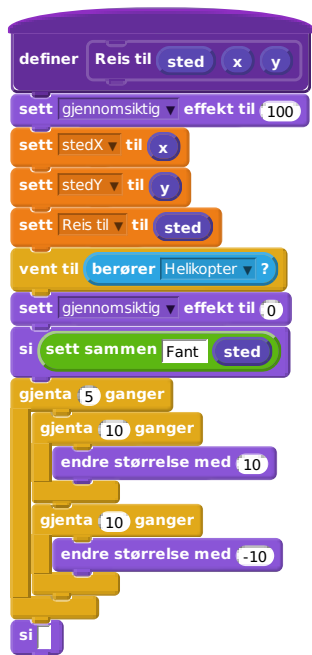 definer Reis til sted x y
sett gjennomsiktig ▼ effekt til 100
sett stedX ▼ til x
sett stedY ▼ til y
sett Reis til ▼ til sted
vent til berører Helikopter ▼ ?
sett gjennomsiktig ▼ effekt til 0
si sett sammen Fant sted
gjenta 5 ganger
gjenta 10 ganger
endre størrelse med 10
gjenta 10 ganger
endre størrelse med -10
si